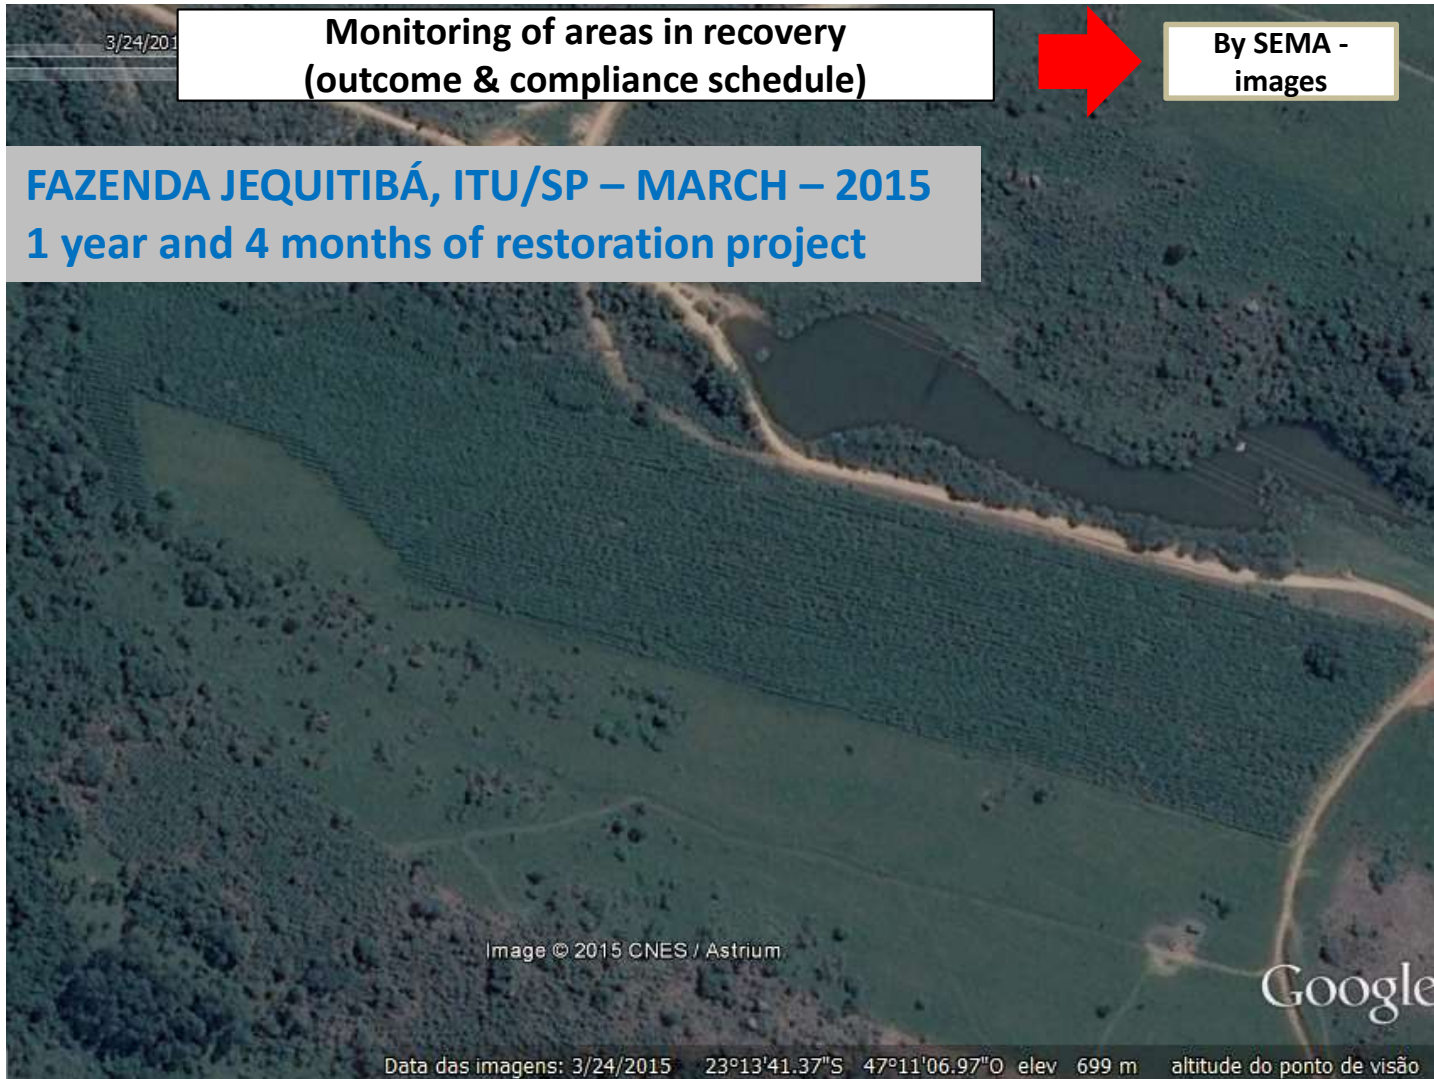 3/24/201
Monitoring of areas in recovery
(outcome & compliance schedule)
By SEMA -
images
FAZENDA JEQUITIBÁ, ITU/SP – MARCH – 2015
1 year and 4 months of restoration project
Image © 2015 CNES / Astrium
Google
Data das imagens: 3/24/2015 23°13'41.37"S 47°11'06.97"O elev 699 m altitude do ponto de visão